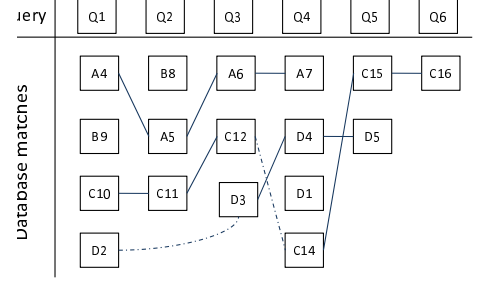 uery Q1 Q2 Q3 Q4 Q5 Q6
A4 B8 A6 A7 C15 C16
B9 A5 C12 D4 D5
C10 C11 D3 D1
D2 C14
Database matches